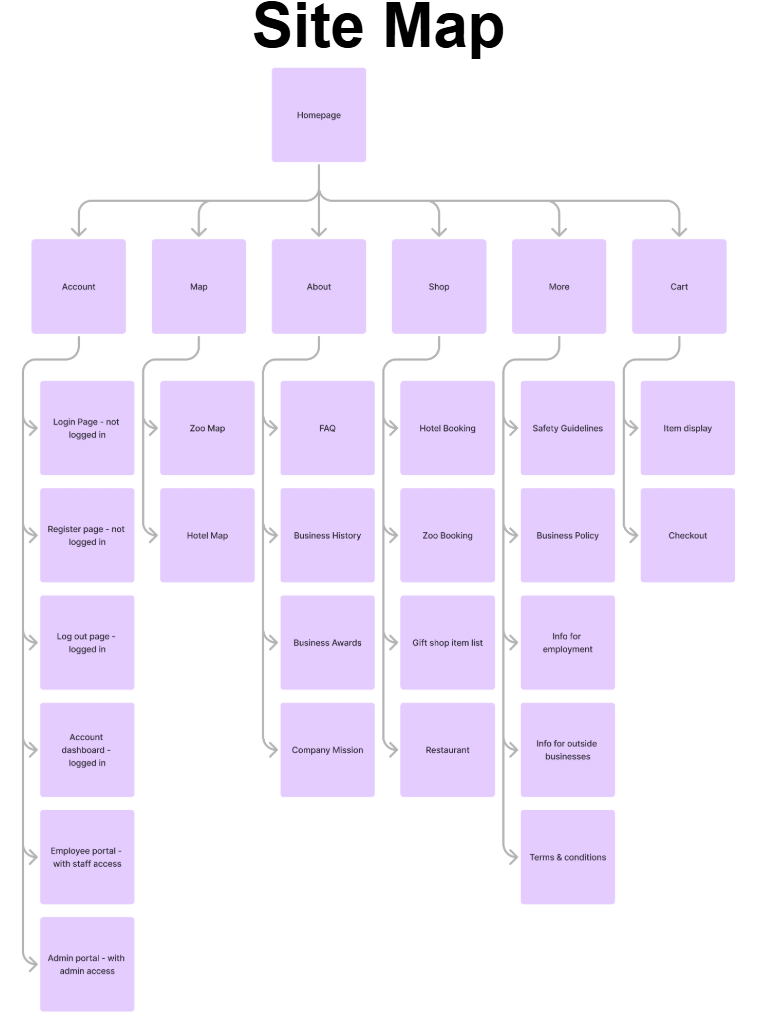 Site Map
Homepage
Account
Map
About
Shop
More
Cart
Login Page - not
logged in
Zoo Map
FAQ
Hotel Booking
Safety Guidelines
Item display
Register page - not
logged in
Hotel Map
Business History
Zoo Booking
Business Policy
Checkout
Log out page -
logged in
Business Awards
Gift shop item list
Info for
employment
Account
dashboard -
logged in
Company Mission
Restaurant
Info for outside
businesses
Employee portal -
with staff access
Terms & conditions
Admin portal - with
admin access